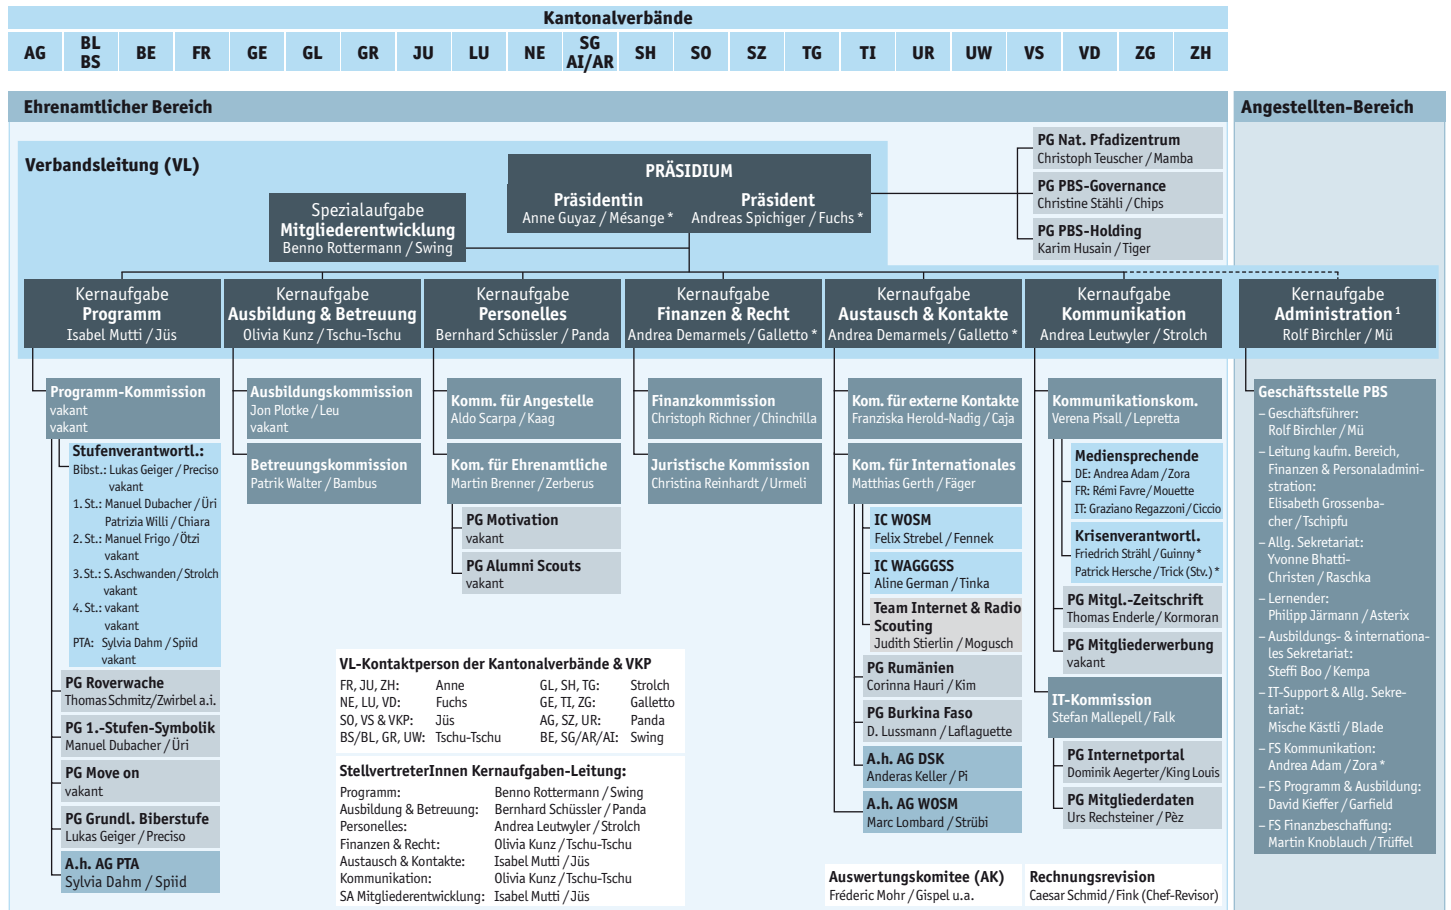 Kantonalverbände
AG
BL
BS
BE
FR
GE
GL
GR
JU
LU
NE
SG
AI/AR
SH
SO
SZ
TG
TI
UR
UW
VS
VD
ZG
ZH
Ehrenamtlicher Bereich
Angestellten-Bereich
Verbandsleitung (VL)
PRÄSIDIUM
Präsidentin
Anne Guyaz / Mésange *
Präsident
Andreas Spichiger / Fuchs *
Spezialaufgabe
Mitgliederentwicklung
Benno Rottermann / Swing
PG Nat. Pfadizentrum
Christoph Teuscher / Mamba
PG PBS-Governance
Christine Stähli / Chips
PG PBS-Holding
Karim Husain / Tiger
Kernaufgabe
Programm
Isabel Mutti / Jüs
Kernaufgabe
Ausbildung & Betreuung
Olivia Kunz / Tschu-Tschu
Kernaufgabe
Personelles
Bernhard Schüssler / Panda
Kernaufgabe
Finanzen & Recht
Andrea Demarmels / Galletto *
Kernaufgabe
Austausch & Kontakte
Andrea Demarmels / Galletto *
Kernaufgabe
Kommunikation
Andrea Leutwyler / Strolch
Kernaufgabe
Administration 1
Rolf Birchler / Mü
Programm-Kommission
vakant
vakant
Stufenverantwortl.:
Bibst.: Lukas Geiger / Preciso
vakant
1. St.: Manuel Dubacher / Üri
Patrizia Willi / Chiara
2. St.: Manuel Frigo / Ötzi
vakant
3. St.: S. Aschwanden / Strolch
vakant
4. St.: vakant
vakant
PTA: Sylvia Dahm / Spiid
vakant
PG Roverwache
Thomas Schmitz/Zwirbel a.i.
PG 1.-Stufen-Symbolik
Manuel Dubacher / Üri
PG Move on
vakant
PG Grundl. Biberstufe
Lukas Geiger / Preciso
A.h. AG PTA
Sylvia Dahm / Spiid
Ausbildungskommission
Jon Plotke / Leu
vakant
Betreuungskommission
Patrik Walter / Bambus
Komm. für Angestelle
Aldo Scarpa / Kaag
Kom. für Ehrenamtliche
Martin Brenner / Zerberus
PG Motivation
vakant
PG Alumni Scouts
vakant
Finanzkommission
Christoph Richner / Chinchilla
Juristische Kommission
Christina Reinhardt / Urmeli
Kom. für externe Kontakte
Franziska Herold-Nadig / Caja
Kom. für Internationales
Matthias Gerth / Fäger
IC WOSM
Felix Strebel / Fennek
IC WAGGGSS
Aline German / Tinka
Team Internet & Radio
Scouting
Judith Stierlin / Mogusch
PG Rumänien
Corinna Hauri / Kim
PG Burkina Faso
D. Lussmann / Laflaguette
A.h. AG DSK
Anderas Keller / Pi
A.h. AG WOSM
Marc Lombard / Strübi
Kommunikationskom.
Verena Pisall / Lepretta
Mediensprechende
DE: Andrea Adam / Zora
FR: Rémi Favre / Mouette
IT: Graziano Regazzoni / Ciccio
Krisenverantwortl.
Friedrich Strähl / Guinny *
Patrick Hersche / Trick (Stv.) *
PG Mitgl.-Zeitschrift
Thomas Enderle / Kormoran
PG Mitgliederwerbung
vakant
IT-Kommission
Stefan Mallepell / Falk
PG Internetportal
Dominik Aegerter/King Louis
PG Mitgliederdaten
Urs Rechsteiner / Pèz
Geschäftsstelle PBS
– Geschäftsführer:
Rolf Birchler / Mü
– Leitung kaufm. Bereich,
Finanzen & Personaladmini-
stration:
Elisabeth Grossenba-
cher / Tschipfu
– Allg. Sekretariat:
Yvonne Bhatti-
Christen / Raschka
– Lernender:
Philipp Järmann / Asterix
– Ausbildungs- & internationa-
les Sekretariat:
Steffi Boo / Kempa
– IT-Support & Allg. Sekre-
tariat:
Mische Kästli / Blade
– FS Kommunikation:
Andrea Adam / Zora *
– FS Programm & Ausbildung:
David Kieffer / Garfield
– FS Finanzbeschaffung:
Martin Knoblauch / Trüffel
VL-Kontaktperson der Kantonalverbände & VKP
FR, JU, ZH: Anne GL, SH, TG: Strolch
NE, LU, VD: Fuchs GE, TI, ZG: Galletto
SO, VS & VKP: Jüs AG, SZ, UR: Panda
BS/BL, GR, UW: Tschu-Tschu BE, SG/AR/AI: Swing
StellvertreterInnen Kernaufgaben-Leitung:
Programm: Benno Rottermann / Swing
Ausbildung & Betreuung: Bernhard Schüssler / Panda
Personelles: Andrea Leutwyler / Strolch
Finanzen & Recht: Olivia Kunz / Tschu-Tschu
Austausch & Kontakte: Isabel Mutti / Jüs
Kommunikation: Olivia Kunz / Tschu-Tschu
SA Mitgliederentwicklung: Isabel Mutti / Jüs
Auswertungskomitee (AK)
Fréderic Mohr / Gispel u.a.
Rechnungsrevision
Caesar Schmid / Fink (Chef-Revisor)